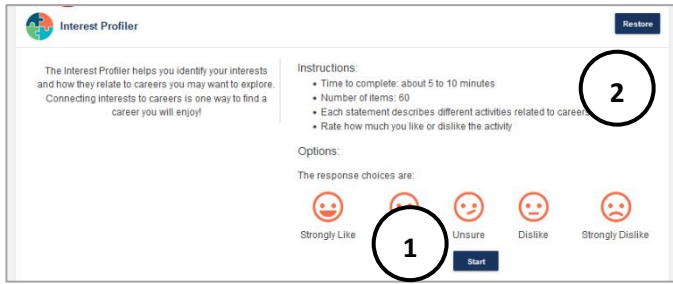 Interest Profiler
Restore
The Interest Profiler helps you identify your interests
and how they relate to careers you may want to explore.
Connecting interests to careers is one way to find a
career you will enjoy!
Instructions:
• Time to complete: about 5 to 10 minutes
• Number of items: 60
• Each statement describes different activities related to careers
• Rate how much you like or dislike the activity
2
Options:
The response choices are:
Strongly Like
Unsure
Dislike
Strongly Dislike
1
Start